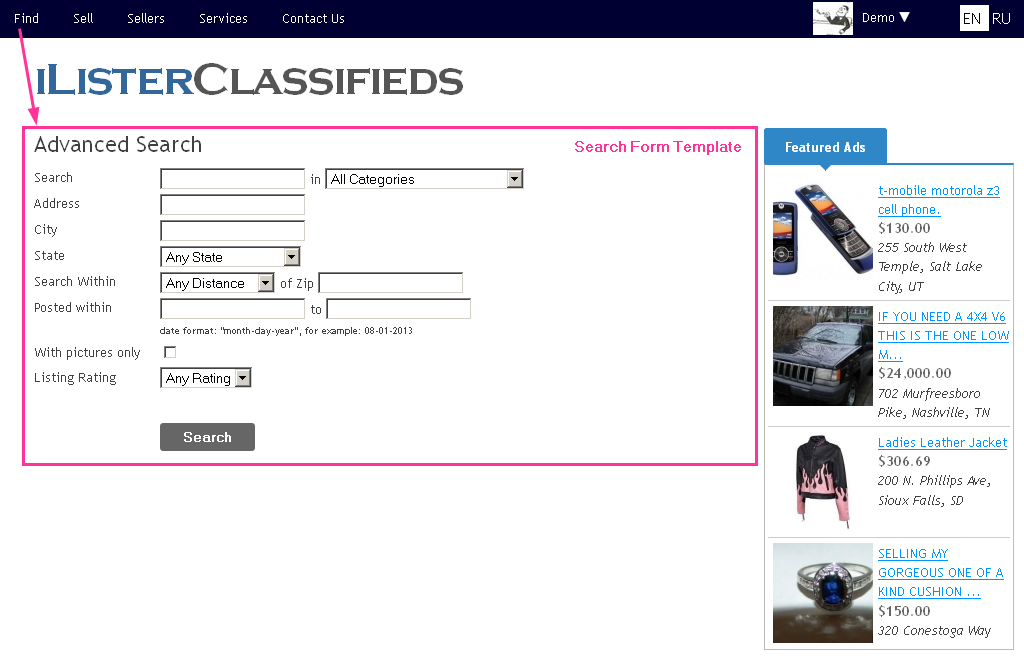 Find Sell Sellers Services Contact Us Demo ▼ EN RU
iListerClassifieds
Advanced Search
Search Form Template
Search in All Categories
Address
City
State Any State
Search Within Any Distance of Zip
Posted within to
date format: "month-day-year", for example: 08-01-2013
With pictures only
Listing Rating Any Rating
Search
Featured Ads
t-mobile motorola z3
cell phone.
$130.00
255 South West
Temple, Salt Lake
City, UT
IF YOU NEED A 4X4 V6
THIS IS THE ONE LOW
M...
$24,000.00
702 Murfreesboro
Pike, Nashville, TN
Ladies Leather Jacket
$306.69
200 N. Phillips Ave,
Sioux Falls, SD
SELLING MY
GORGEOUS ONE OF A
KIND CUSHION ...
$150.00
320 Conestoga Way